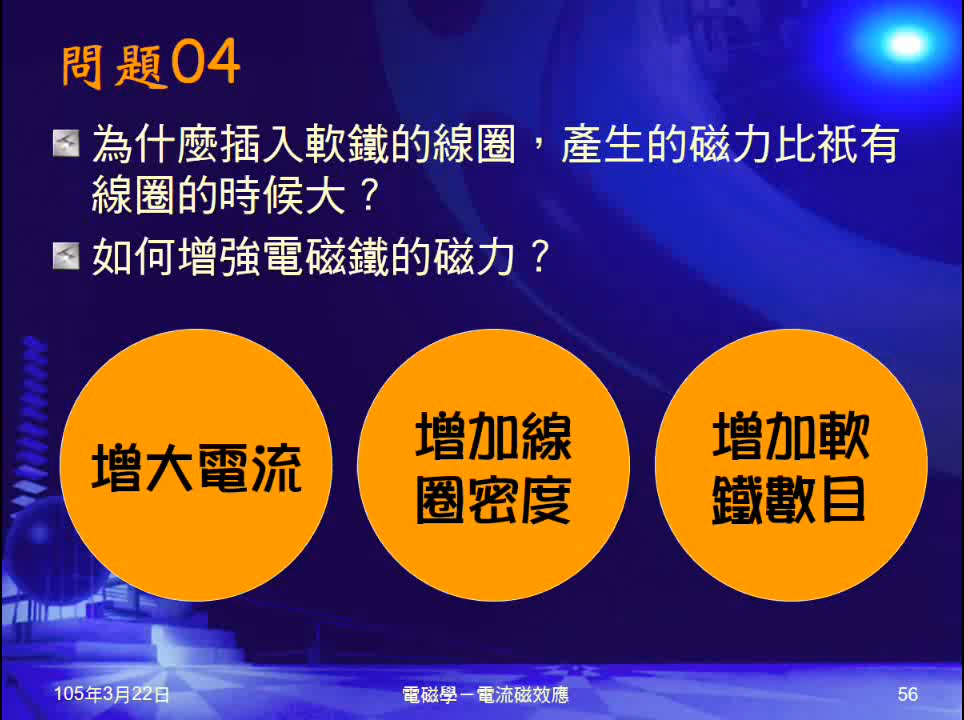 問題04
為什麼插入軟鐵的線圈，產生的磁力比祇有
線圈的時候大？
如何增強電磁鐵的磁力？
增大電流
增加線
圈密度
增加軟
鐵數目
105年3月22日
電磁學－電流磁效應
56